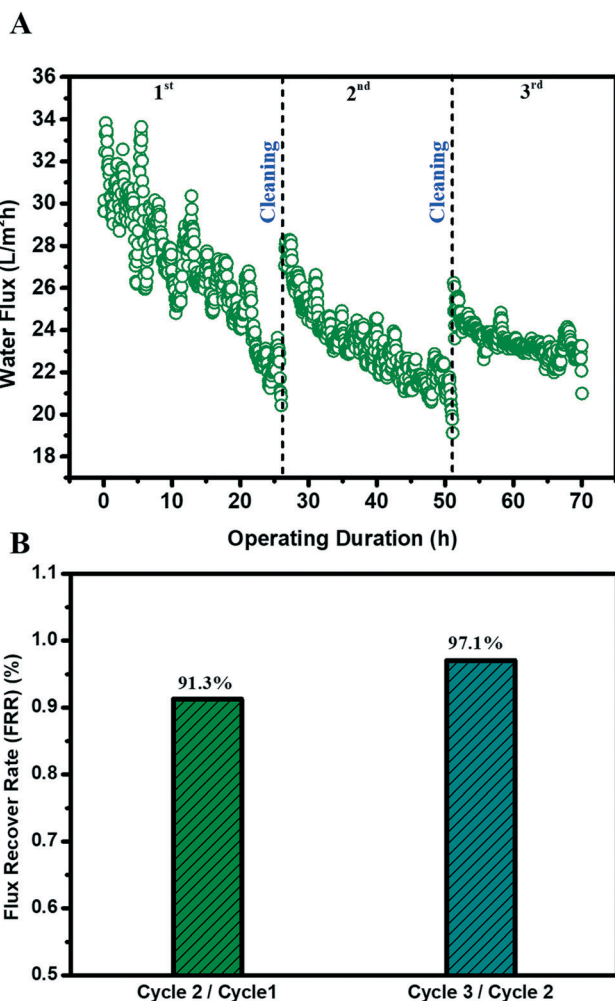 A
36
34
32
30
28
26
24
22
20
18
Water Flux (L/m²h)
1st
2nd
3rd
Cleaning
Cleaning
0 10 20 30 40 50 60 70
Operating Duration (h)
B
1.1
1.0
0.9
0.8
0.7
0.6
0.5
Flux Recover Rate (FRR) (%)
91.3%
97.1%
Cycle 2 / Cycle1
Cycle 3 / Cycle 2